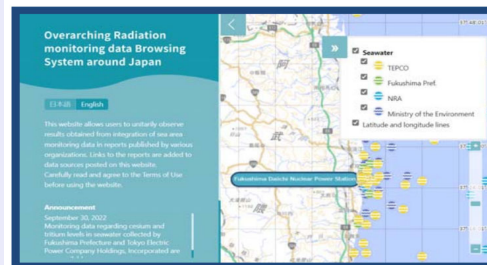 Overarching Radiation
monitoring data Browsing
System around Japan
日本語 English
This website allows users to unitarily observe
results obtained from integration of sea area
monitoring data in reports published by various
organizations. Links to the reports are added to
data sources posted on this website.
Carefully read and agree to the Terms of Use
before using the website.
Announcement
September 30, 2022
Monitoring data regarding cesium and
tritium levels in seawater collected by
Fukushima Prefecture and Tokyo Electric
Power Company Holdings, Incorporated are
Seawater
TEPCO
Fukushima Pref.
NRA
Ministry of the Environment
Latitude and longitude lines
Fukushima Daiichi Nuclear Power Station